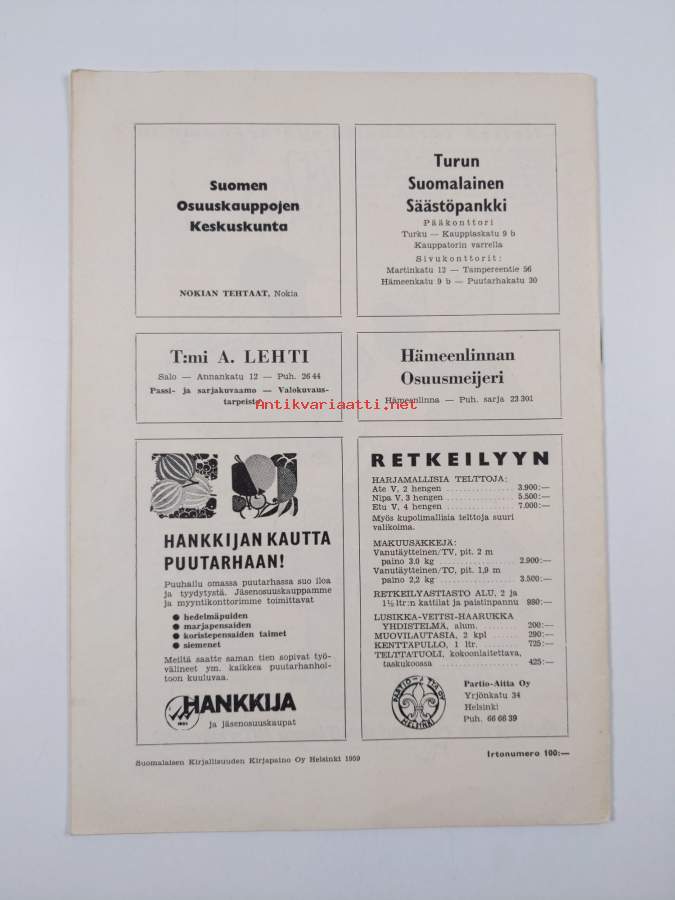 Suomen
Osuuskauppojen
Keskuskunta
NOKIAN TEHTAAT, Nokia
Turun
Suomalainen
Säästöpankki
Pääkonttori
Turku — Kauppiaskatu 9 b
Kauppatorin varrella
Sivukonttorit:
Martinkatu 12 — Tampereentie 56
Hämeenkatu 9 b — Puutarhakatu 30
T:mi A. LEHTI
Salo — Annankatu 12 — Puh. 26 44
Passi- ja sarjakuvaamo — Valokuvaus-
tarpeista
Hämeenlinnan
Osuusmeijeri
Hämeenlinna — Puh. sarja 23 301
Antikvariaatti.net
HANKKIJAN KAUTTA
PUUTARHAAN!
Puuhailu omassa puutarhassa suo iloa
ja tyydytystä. Jäsenosuuskauppamme
ja myyntikonttorimme toimittavat
● hedelmäpuiden
● marjapensaiden
● koristepensaiden taimet
● siemenet
Meiltä saatte saman tien sopivat työ-
välineet ym. kaikkea puutarhanhoi-
toon kuuluvaa.
HANKKIJA
ja jäsenosuuskaupat
RETKEILYYN
HARJAMALLISIA TELTTOJA:
Ate V, 2 hengen ............ 3.900:—
Nipa V, 3 hengen ............ 5.500:—
Etu V, 4 hengen ............ 7.000:—
Myös kupolimallisia telttoja suuri
valikoima.
MAKUUSÄKKEJÄ:
Vanutäytteinen/TV, pit. 2 m
paino 3,0 kg ............ 2.900:—
Vanutäytteinen/TC, pit. 1,9 m
paino 2,2 kg ............ 3.500:—
RETKEILYASTIASTO ALU, 2 ja
1½ ltr:n kattilat ja paistinpannu 980:—
LUSIKKA-VEITSI-HAARUKKA
YHDISTELMÄ, alum. ...... 200:—
MUOVILAUTASIA, 2 kpl ...... 290:—
KENTTÄPULLO, 1 ltr. ...... 725:—
TELTTATUOLI, kokoonlaitettava,
taskukoossa ............ 425:—
PARTIO-AITTA OY
HELSINKI
Partio-Aitta Oy
Yrjönkatu 34
Helsinki
Puh. 66 66 39
Suomalaisen Kirjallisuuden Kirjapaino Oy Helsinki 1959
Irtonumero 100:—